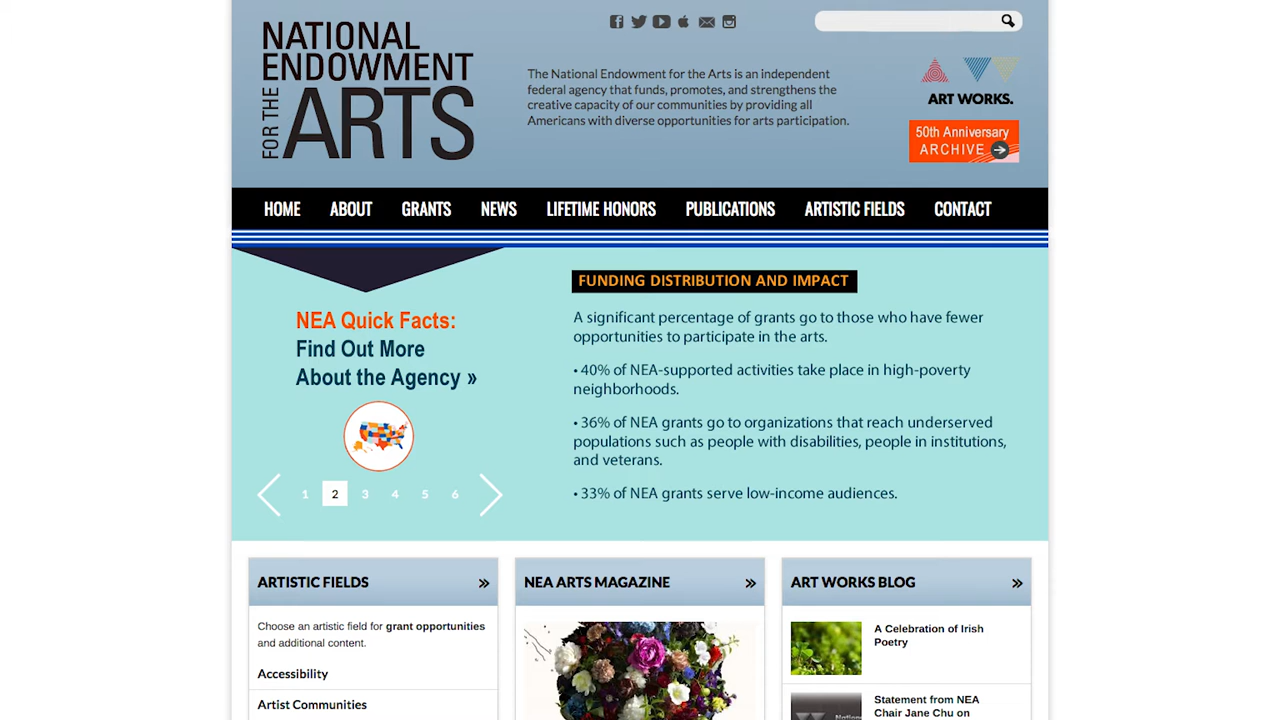 NATIONAL
ENDOWMENT
FOR THE
ARTS
The National Endowment for the Arts is an independent
federal agency that funds, promotes, and strengthens the
creative capacity of our communities by providing all
Americans with diverse opportunities for arts participation.
ART WORKS.
50th Anniversary
ARCHIVE
HOME ABOUT GRANTS NEWS LIFETIME HONORS PUBLICATIONS ARTISTIC FIELDS CONTACT
NEA Quick Facts:
Find Out More
About the Agency »
1 2 3 4 5 6
FUNDING DISTRIBUTION AND IMPACT
A significant percentage of grants go to those who have fewer
opportunities to participate in the arts.
• 40% of NEA-supported activities take place in high-poverty
neighborhoods.
• 36% of NEA grants go to organizations that reach underserved
populations such as people with disabilities, people in institutions,
and veterans.
• 33% of NEA grants serve low-income audiences.
ARTISTIC FIELDS »
Choose an artistic field for grant opportunities
and additional content.
Accessibility
Artist Communities
NEA ARTS MAGAZINE »
ART WORKS BLOG »
A Celebration of Irish
Poetry
Statement from NEA
Chair Jane Chu on